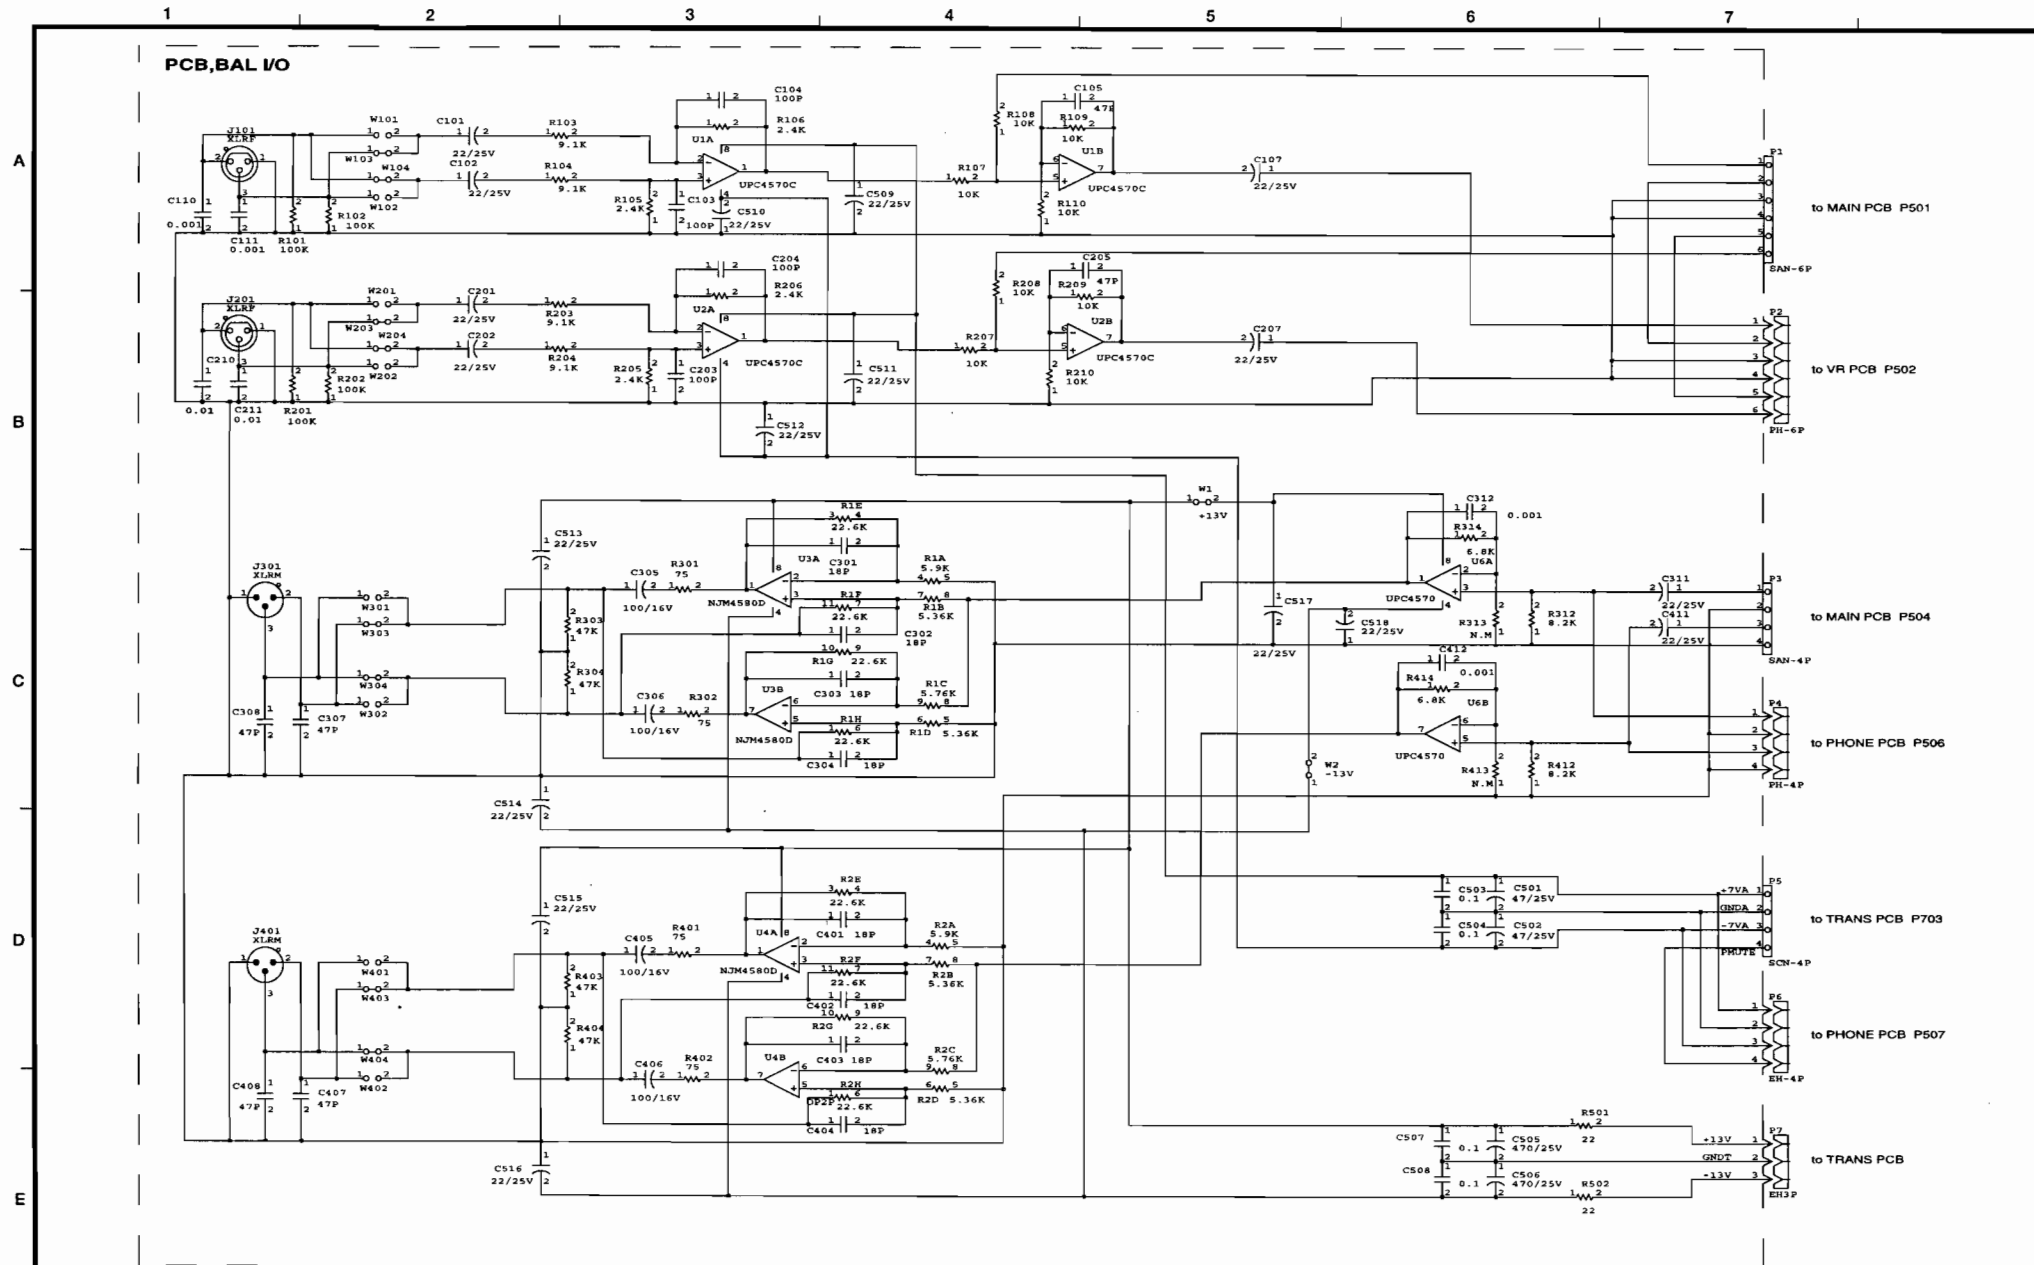 1 2 3 4 5 6 7
A
B
C
D
E
PCB,BAL I/O
J101
XLRF
C110
0.001
C111
0.001
R101
100K
R102
100K
W101
W103
W104
W102
C101
22/25V
C102
22/25V
R103
9.1K
R104
9.1K
R105
2.4K
C103
100P
C104
100P
R106
2.4K
U1A
UPC4570C
C510
22/25V
C509
22/25V
R107
10K
R108
10K
C105
47P
R109
10K
U1B
UPC4570C
R110
10K
C107
22/25V
P1
SAN-6P
to MAIN PCB P501
J201
XLRF
C210
0.01
C211
0.01
R201
100K
R202
100K
W201
W203
W204
W202
C201
22/25V
C202
22/25V
R203
9.1K
R204
9.1K
R205
2.4K
C203
100P
C204
100P
R206
2.4K
U2A
UPC4570C
C511
22/25V
C512
22/25V
R207
10K
R208
10K
C205
47P
R209
10K
U2B
UPC4570C
R210
10K
C207
22/25V
P2
PH-6P
to VR PCB P502
J301
XLRM
W301
W303
W304
W302
C308
47P
C307
47P
C513
22/25V
C514
22/25V
R303
47K
R304
47K
C305
100/16V
R301
75
C306
100/16V
R302
75
R1E
22.6K
C301
18P
U3A
NJM4580D
R1F
22.6K
C302
18P
R1G 22.6K
C303 18P
U3B
NJM4580D
R1H
22.6K
C304 18P
R1A
5.9K
R1B
5.36K
R1C
5.76K
R1D 5.36K
W1
+13V
C517
22/25V
C518
22/25V
W2
-13V
C312
0.001
R314
6.8K
U6A
UPC4570
R313
N.M
R312
8.2K
C311
22/25V
C411
22/25V
C412
0.001
R414
6.8K
U6B
UPC4570
R413
N.M
R412
8.2K
P3
SAN-4P
to MAIN PCB P504
P4
PH-4P
to PHONE PCB P506
J401
XLRM
W401
W403
W404
W402
C408
47P
C407
47P
C515
22/25V
C516
22/25V
R403
47K
R404
47K
C405
100/16V
R401
75
C406
100/16V
R402
75
R2E
22.6K
C401 18P
U4A
NJM4580D
R2F
22.6K
C402 18P
R2G 22.6K
C403 18P
U4B
OP2P
R2H
22.6K
C404 18P
R2A
5.9K
R2B
5.36K
R2C
5.76K
R2D 5.36K
C503
0.1
C501
47/25V
C504
0.1
C502
47/25V
+7VA
GNDA
-7VA
PMUTE
P5
SCN-4P
to TRANS PCB P703
P6
EH-4P
to PHONE PCB P507
C507
0.1
C505
470/25V
C508
0.1
C506
470/25V
R501
22
R502
22
+13V
GNDT
-13V
P7
EH3P
to TRANS PCB